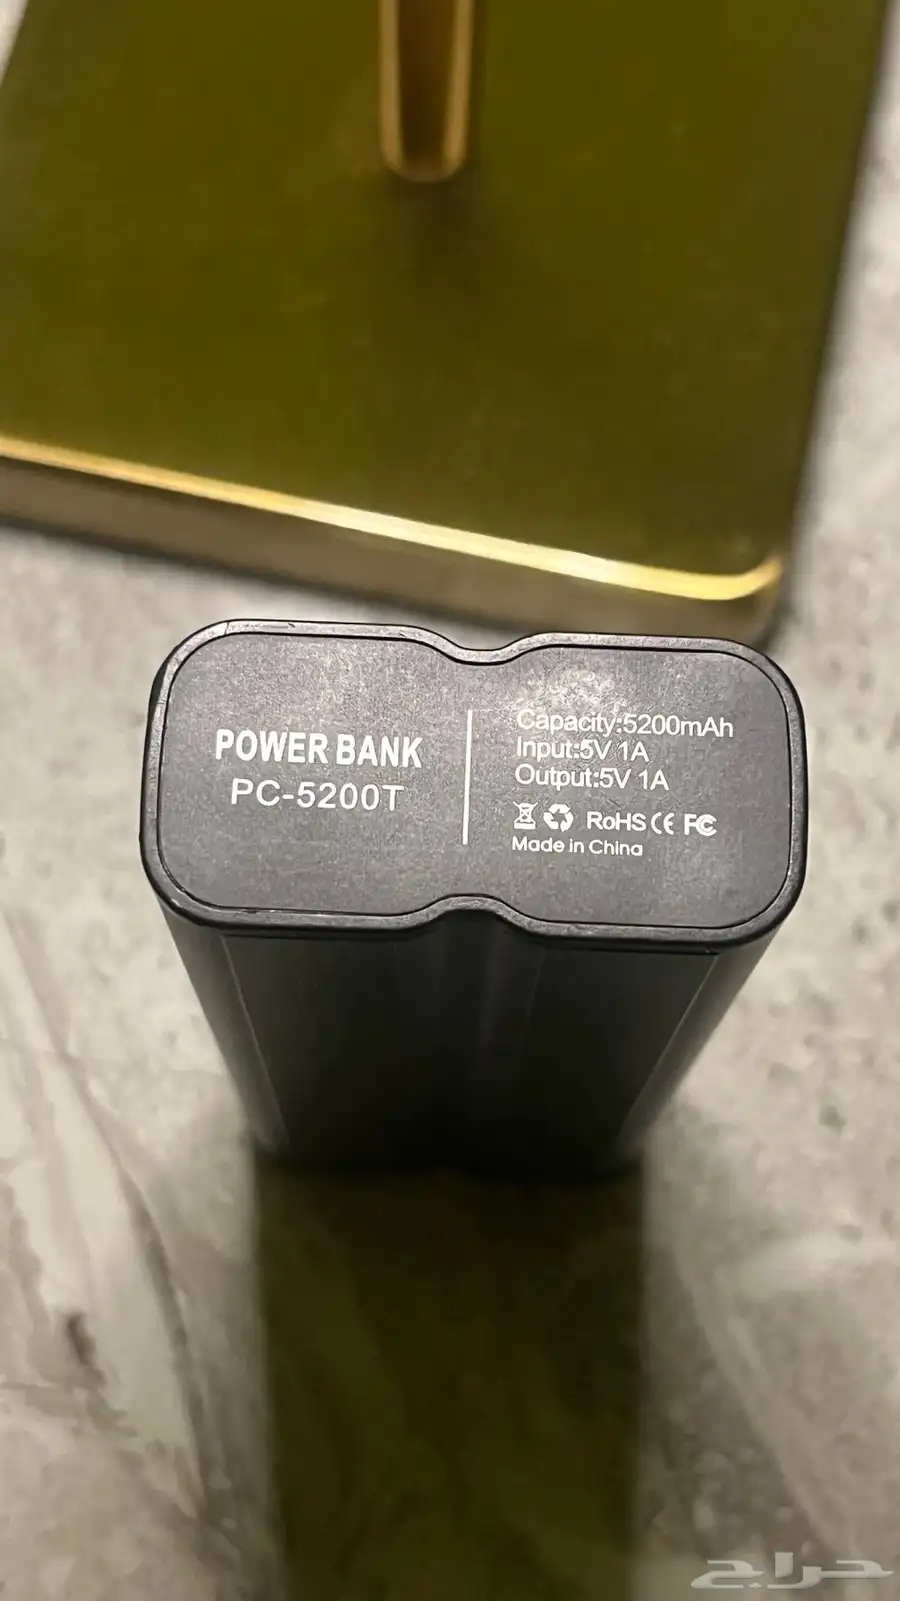 POWER BANK
PC-5200T
Capacity:5200mAh
Input:5V 1A
Output:5V 1A
RoHS CE FC
Made in China
حراج